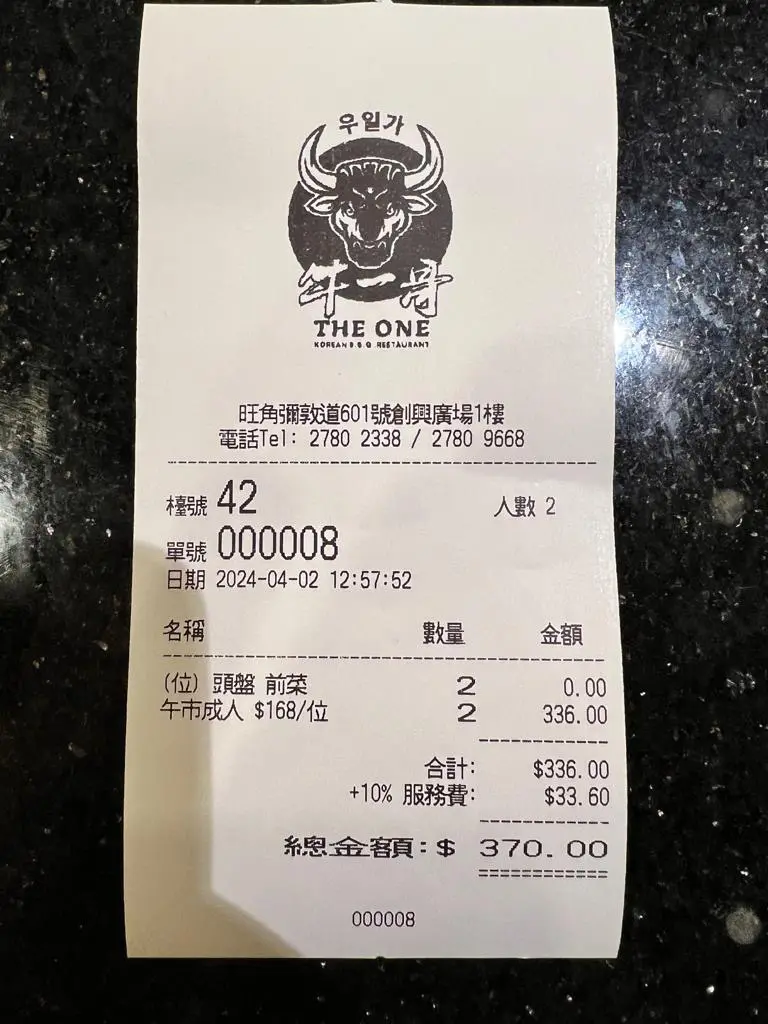 우일가
牛一哥
THE ONE
KOREAN B.B.Q. RESTAURANT
旺角彌敦道601號創興廣場1樓
電話Tel: 2780 2338 / 2780 9668
檯號 42 人數 2
單號 000008
日期 2024-04-02 12:57:52
名稱 數量 金額
(位) 頭盤 前菜 2 0.00
午市成人 $168/位 2 336.00
合計: $336.00
+10% 服務費: $33.60
總金額: $ 370.00
000008